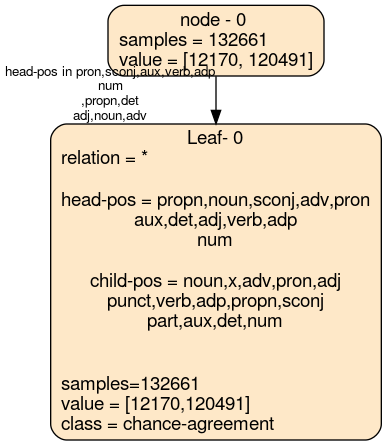 node - 0
samples = 132661
value = [12170, 120491]
head-pos in pron,sconj,aux,verb,adp
num
,propn,det
adj,noun,adv
Leaf- 0
relation = *
head-pos = propn,noun,sconj,adv,pron
aux,det,adj,verb,adp
num
child-pos = noun,x,adv,pron,adj
punct,verb,adp,propn,sconj
part,aux,det,num
samples=132661
value = [12170,120491]
class = chance-agreement